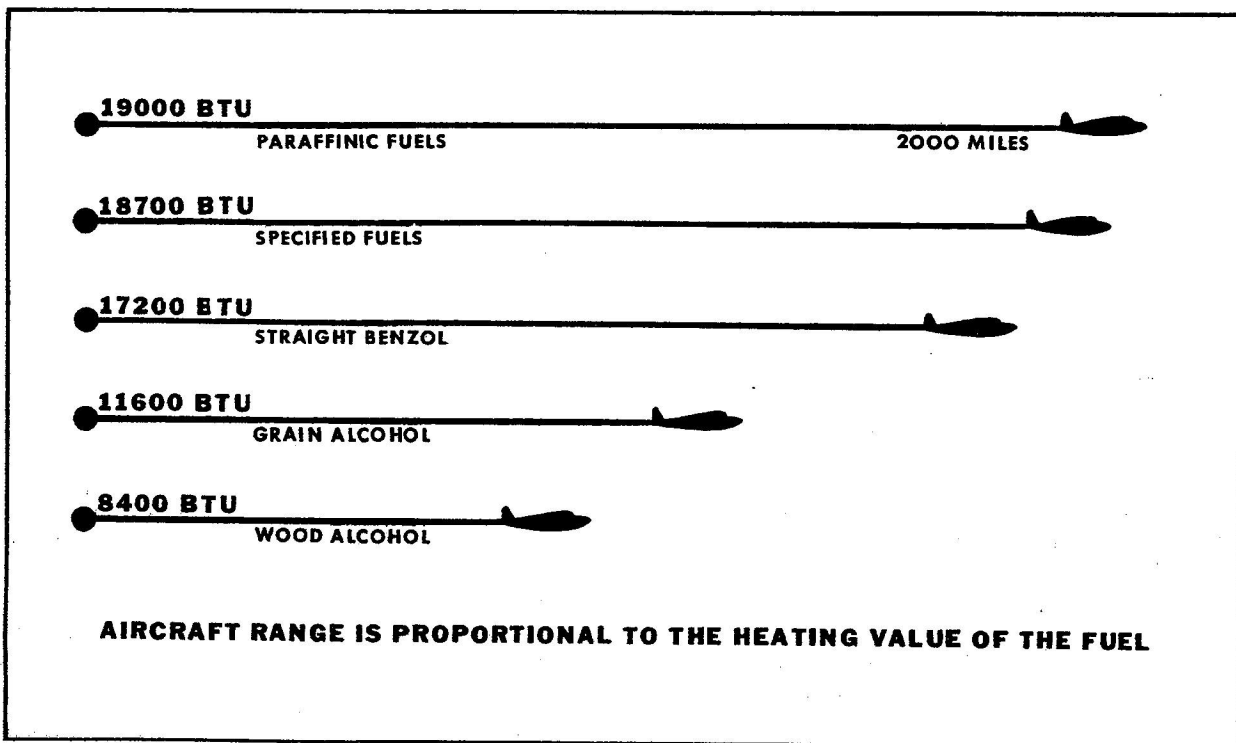 19000 BTU
PARAFFINIC FUELS
2000 MILES
18700 BTU
SPECIFIED FUELS
17200 BTU
STRAIGHT BENZOL
11600 BTU
GRAIN ALCOHOL
8400 BTU
WOOD ALCOHOL
AIRCRAFT RANGE IS PROPORTIONAL TO THE HEATING VALUE OF THE FUEL